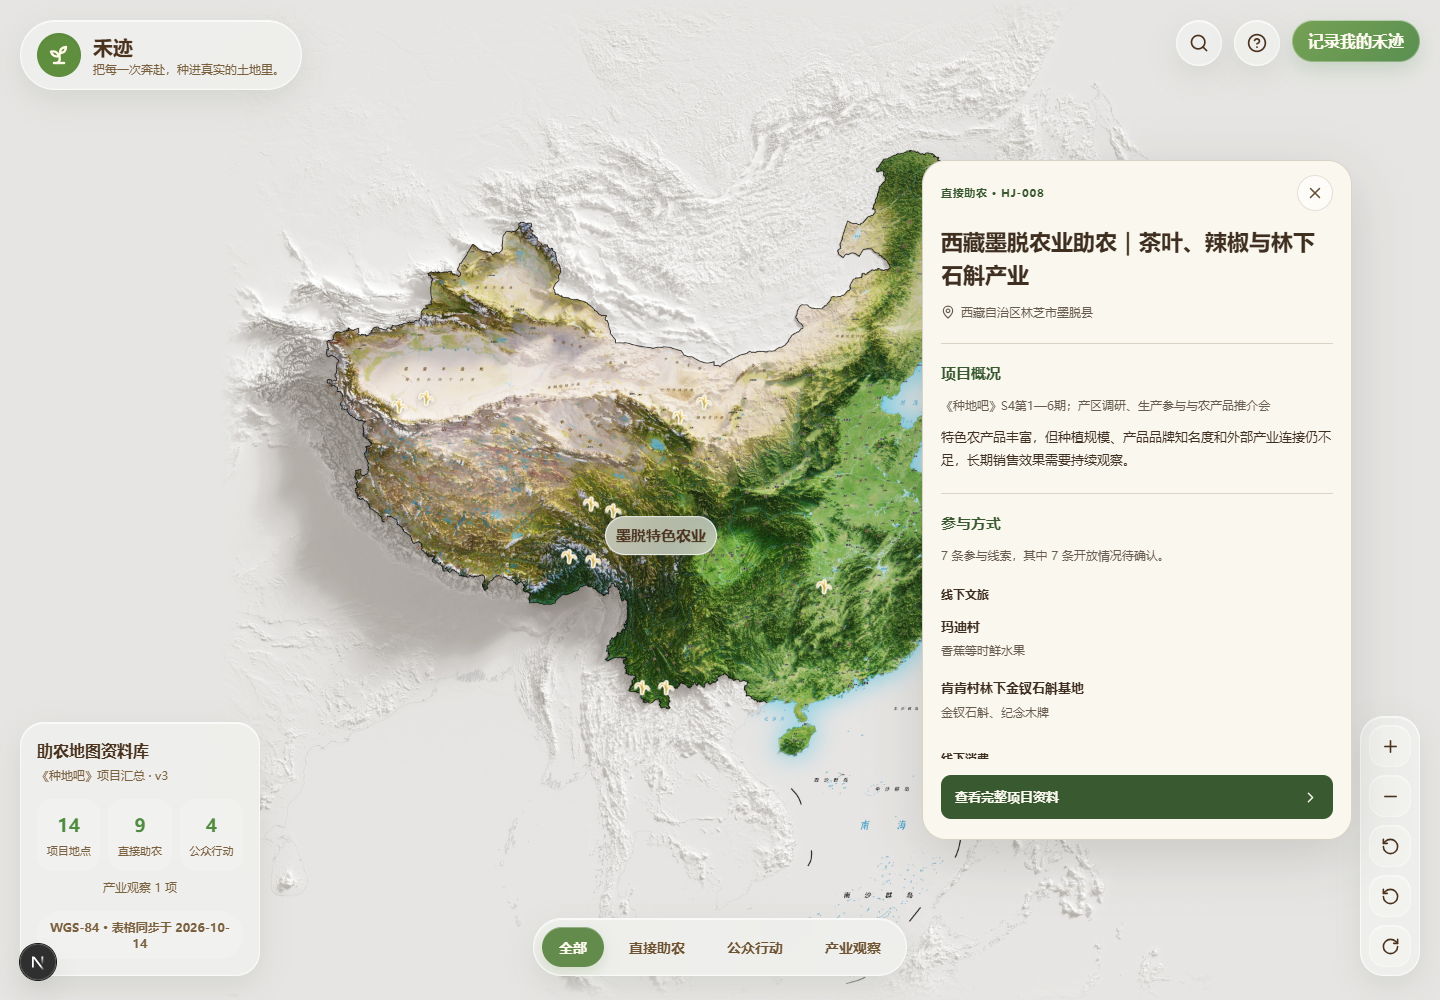 禾迹
把每一次奔赴，种进真实的土地里。
记录我的禾迹
直接助农 • HJ-008
西藏墨脱农业助农｜茶叶、辣椒与林下
石斛产业
西藏自治区林芝市墨脱县
项目概况
《种地吧》S4第1—6期；产区调研、生产参与与农产品推介会
特色农产品丰富，但种植规模、产品品牌知名度和外部产业连接仍不
足，长期销售效果需要持续观察。
参与方式
7 条参与线索，其中 7 条开放情况待确认。
线下文旅
玛迪村
香蕉等时鲜水果
肯肯村林下金钗石斛基地
金钗石斛、纪念木牌
线下消费
查看完整项目资料
墨脱特色农业
南 海
南 沙 群 岛
助农地图资料库
《种地吧》项目汇总 · v3
14
项目地点
9
直接助农
4
公众行动
产业观察 1 项
WGS-84 • 表格同步于 2026-10-
14
N
全部
直接助农
公众行动
产业观察